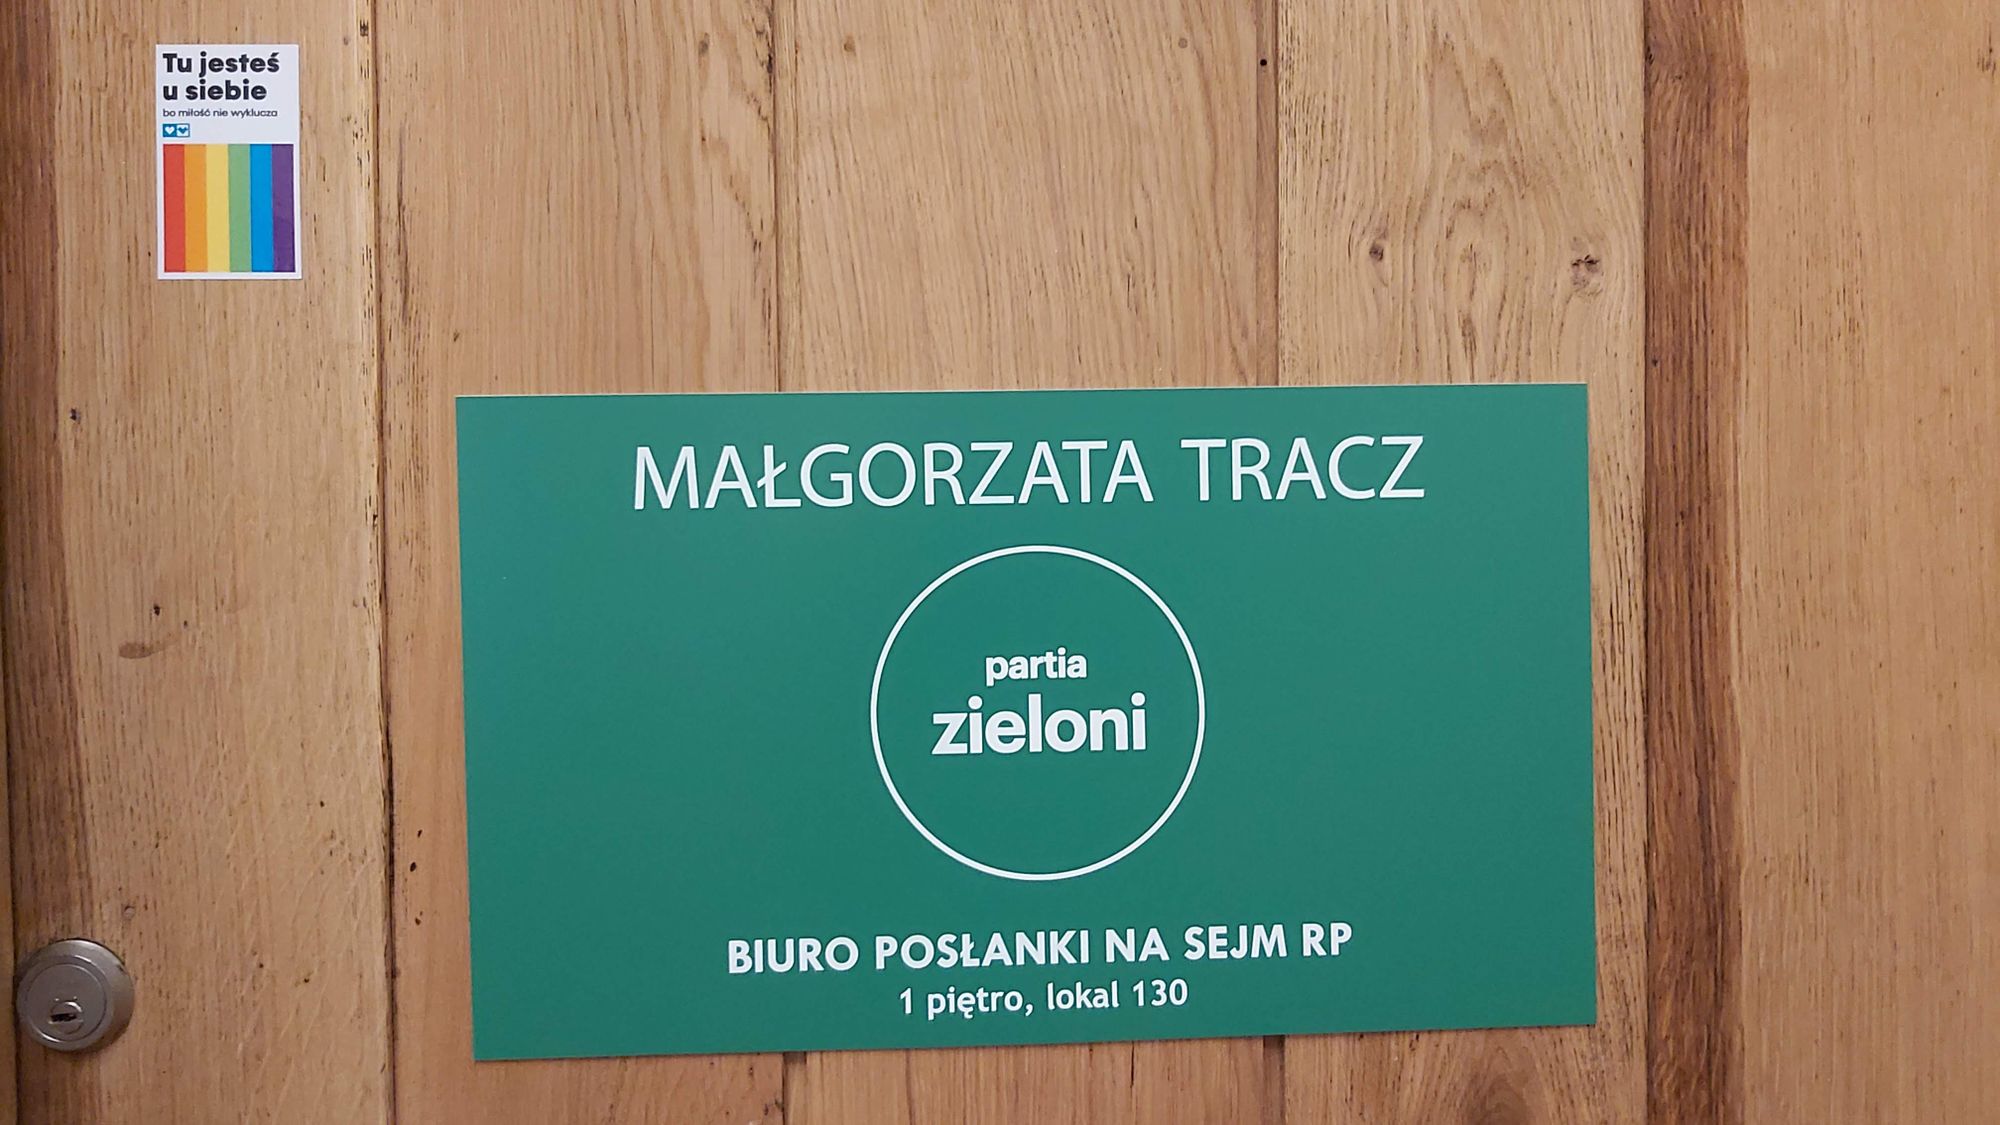 Tu jesteś
u siebie
bo miłość nie wyklucza
MAŁGORZATA TRACZ
partia
zieloni
BIURO POSŁANKI NA SEJM RP
1 piętro, lokal 130